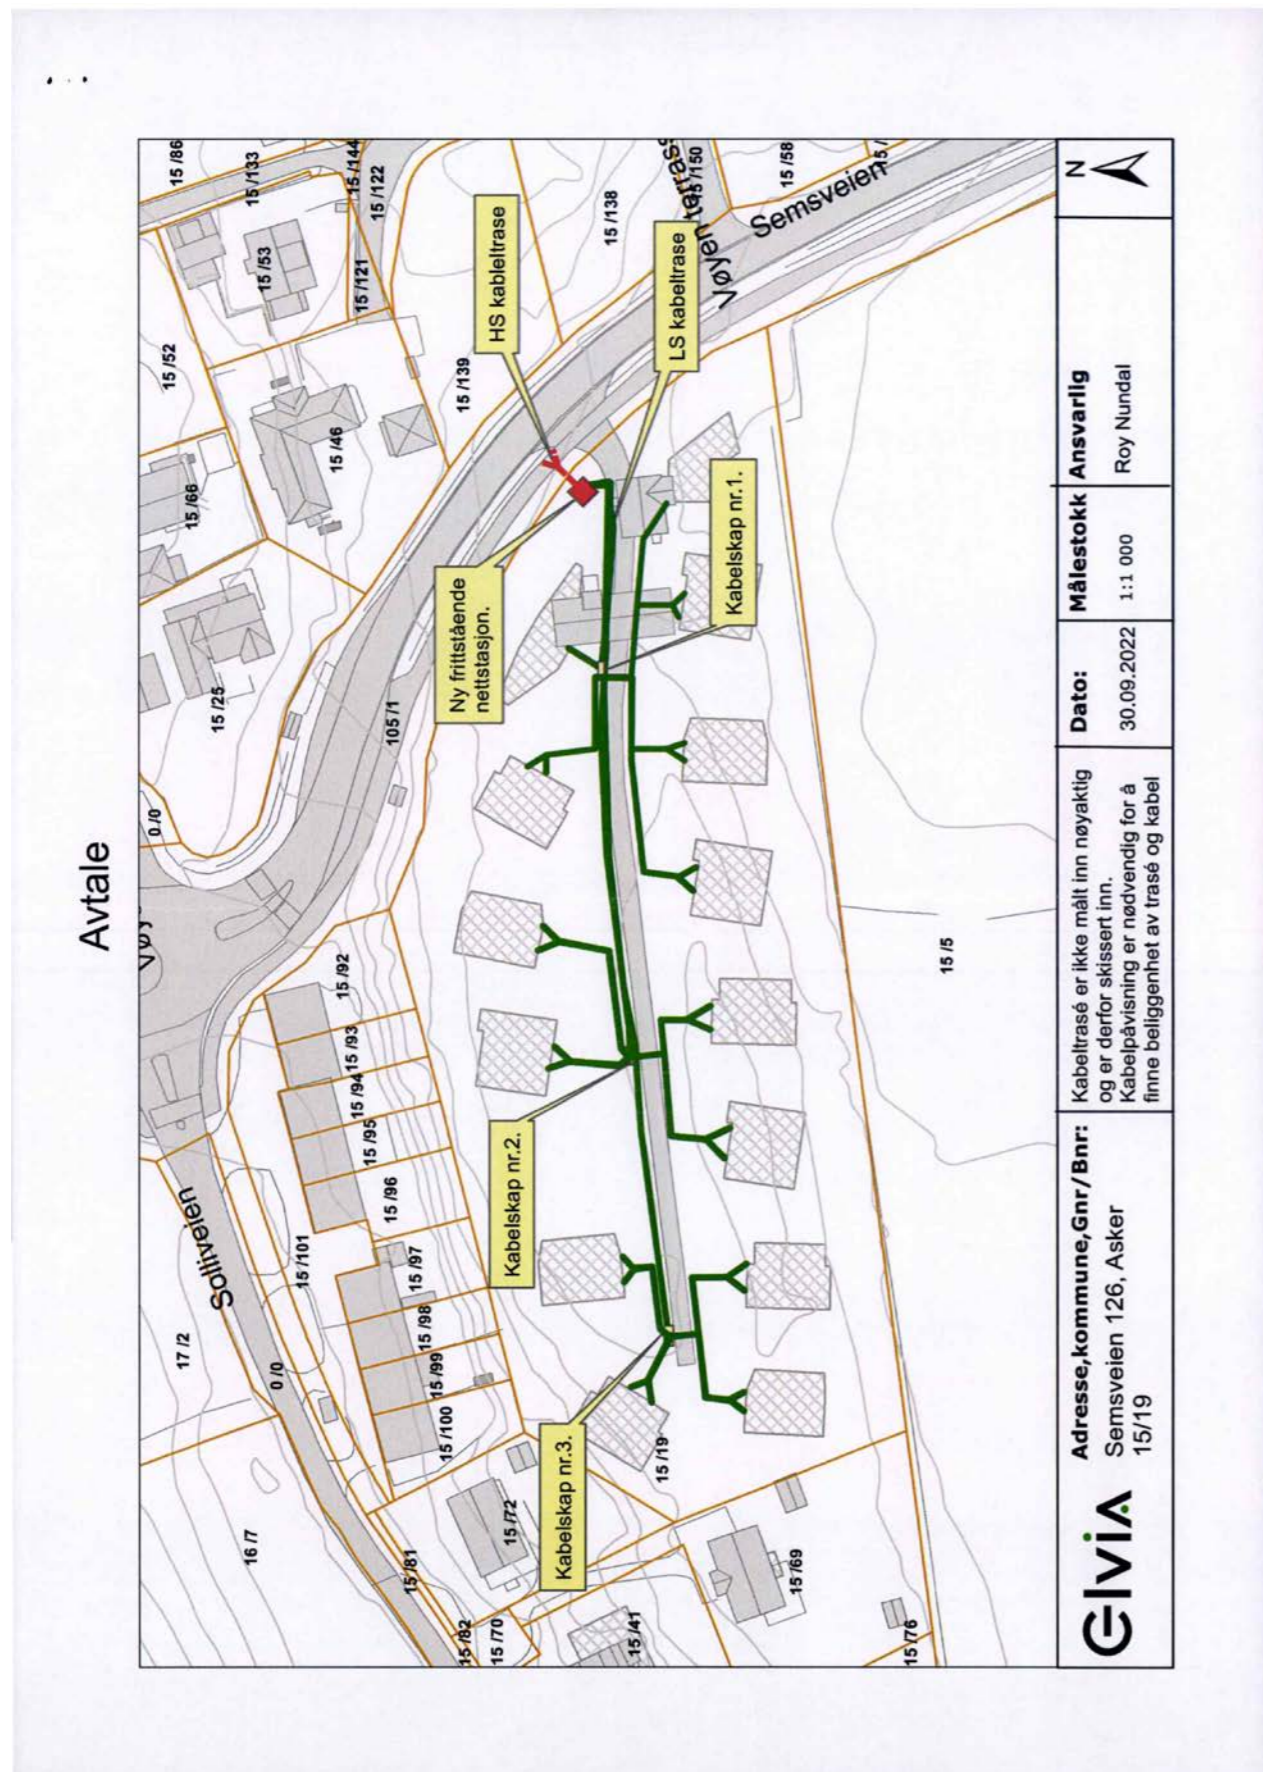 Avtale
15 /86
15 /133
15 /144
15 /122
15 /53
15 /121
15 /52
15 /46
15 /139
15 /66
15 /25
0 /0
105 /1
HS kableltrase
15 /138
15 /150
15 /58
15 /
Semsveien
LS kabeltrase
Ny frittstående
nettstasjon.
Kabelskap nr.1.
Kabelskap nr.2.
Kabelskap nr.3.
15 /92
15 /93
15 /94
15 /95
15 /96
15 /97
15 /98
15 /99
15 /100
15 /101
Solliveien
17 /2
0 /0
16 /7
15 /81
15 /82
15 /70
15 /72
15 /19
15 /41
15 /69
15 /76
15 /5
Elvia
Adresse,kommune,Gnr/Bnr:
Semsveien 126, Asker
15/19
Kabeltrasé er ikke målt inn nøyaktig
og er derfor skissert inn.
Kabelpåvisning er nødvendig for å
finne beliggenhet av trasé og kabel
Dato:
30.09.2022
Målestokk
1:1 000
Ansvarlig
Roy Nundal
N